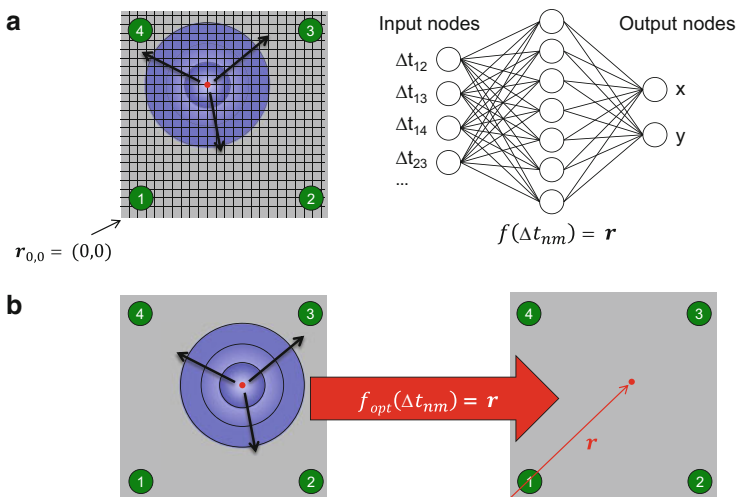 a
4
3
1
2
r₀,₀ = (0,0)
Input nodes
Output nodes
Δt₁₂
Δt₁₃
Δt₁₄
Δt₂₃
...
x
y
f(Δtₙₘ) = r
b
4
3
1
2
f_opt(Δtₙₘ) = r
4
3
1
2
r